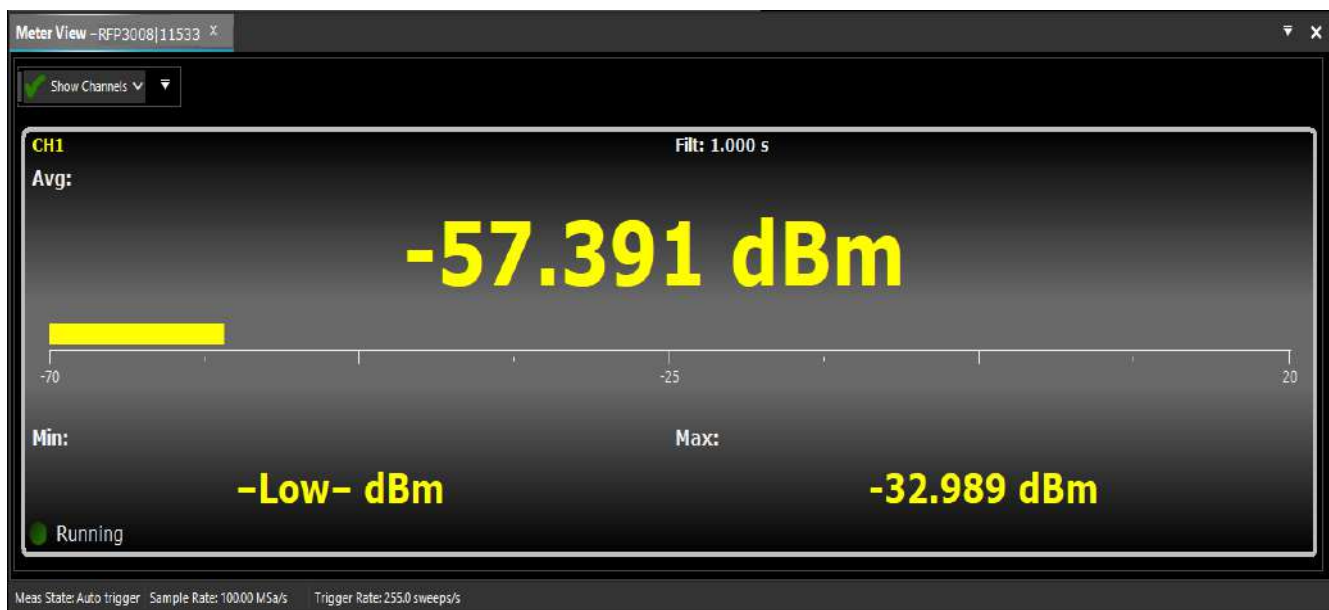 Meter View –RFP3008|11533 x
Show Channels
CH1 Filt: 1.000 s
Avg:
-57.391 dBm
-70 -25 20
Min: Max:
–Low– dBm -32.989 dBm
Running
Meas State: Auto trigger Sample Rate: 100.00 MSa/s Trigger Rate: 255.0 sweeps/s